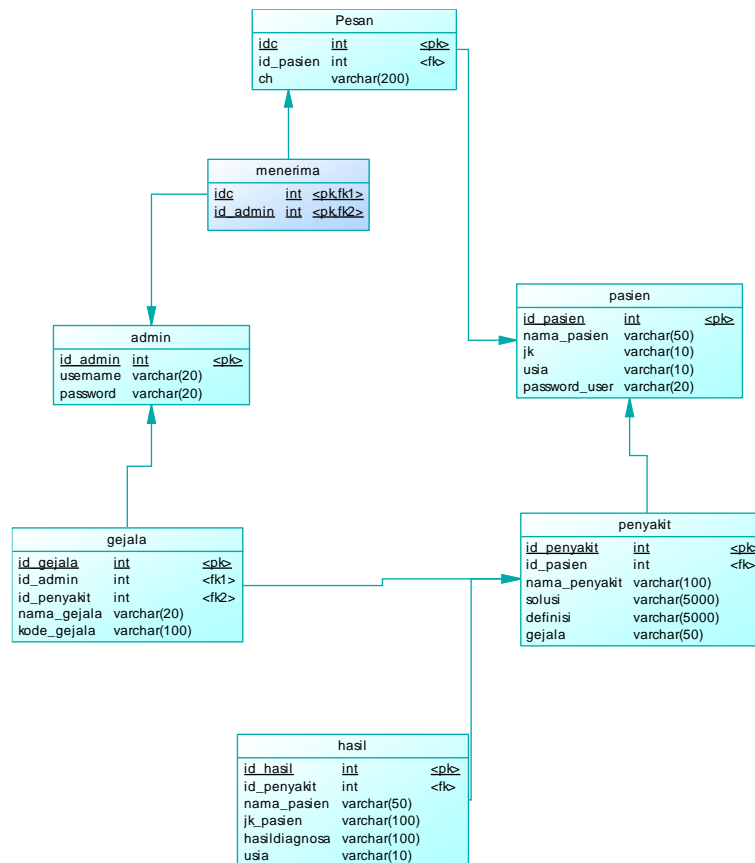 Pesan
idc int <pk>
id_pasien int <fk>
ch varchar(200)
menerima
idc int <pk,fk1>
id_admin int <pk,fk2>
pasien
id_pasien int <pk>
nama_pasien varchar(50)
jk varchar(10)
usia varchar(10)
password_user varchar(20)
admin
id_admin int <pk>
username varchar(20)
password varchar(20)
gejala
id_gejala int <pk>
id_admin int <fk1>
id_penyakit int <fk2>
nama_gejala varchar(20)
kode_gejala varchar(100)
penyakit
id_penyakit int <pk>
id_pasien int <fk>
nama_penyakit varchar(100)
solusi varchar(5000)
definisi varchar(5000)
gejala varchar(50)
hasil
id_hasil int <pk>
id_penyakit int <fk>
nama_pasien varchar(50)
jk_pasien varchar(100)
hasildiagnosa varchar(100)
usia varchar(10)